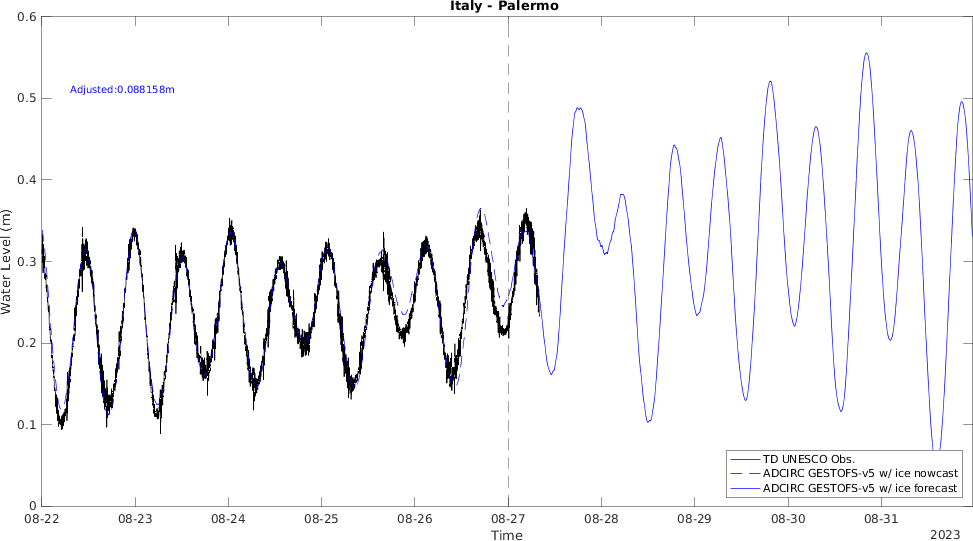 Italy - Palermo
0.6
0.5
0.4
0.3
0.2
0.1
0
Water Level (m)
Adjusted:0.088158m
TD UNESCO Obs.
ADCIRC GESTOFS-v5 w/ ice nowcast
ADCIRC GESTOFS-v5 w/ ice forecast
08-22 08-23 08-24 08-25 08-26 08-27 08-28 08-29 08-30 08-31
Time
2023